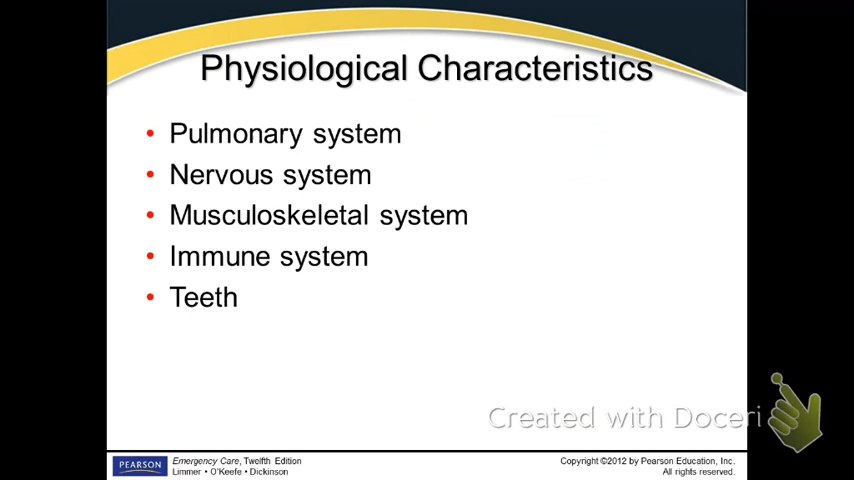 Physiological Characteristics
• Pulmonary system
• Nervous system
• Musculoskeletal system
• Immune system
• Teeth
Created with Doceri
PEARSON
Emergency Care, Twelfth Edition
Limmer • O'Keefe • Dickinson
Copyright ©2012 by Pearson Education, Inc.
All rights reserved.